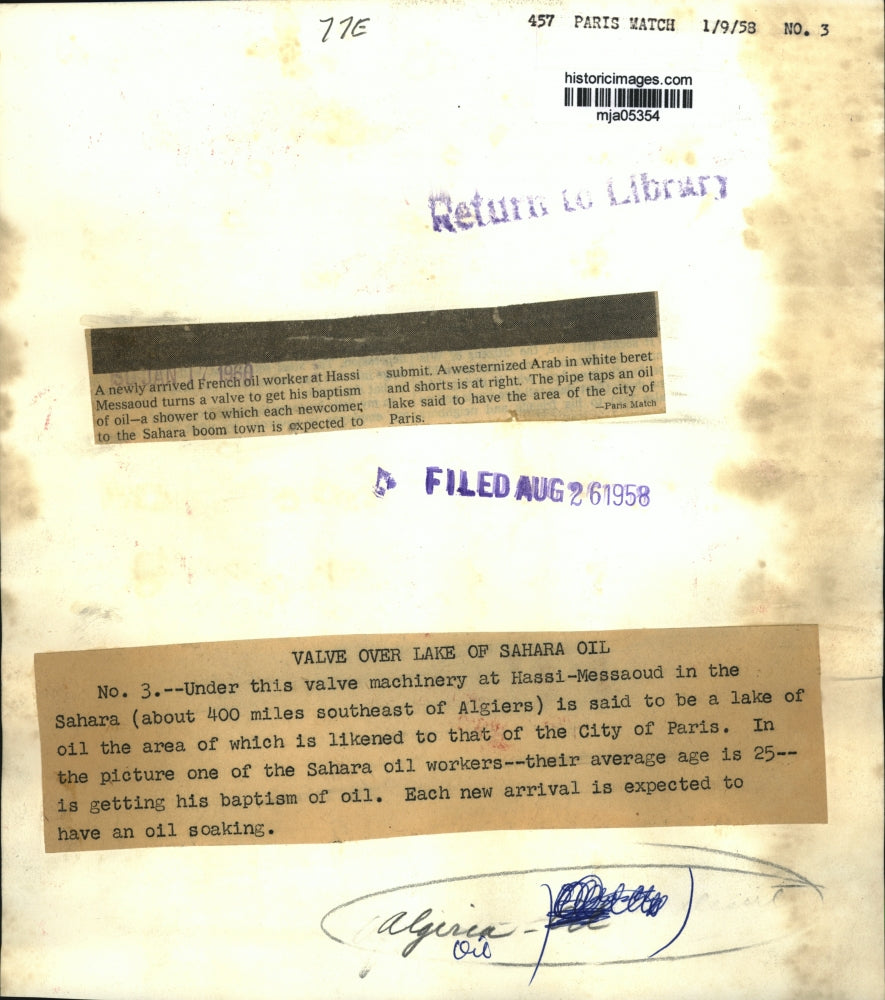 77E
457 PARIS MATCH 1/9/58 NO. 3
historicimages.com
mja05354
Return to Library
JAN 17 1960
A newly arrived French oil worker at Hassi
Messaoud turns a valve to get his baptism
of oil—a shower to which each newcomer
to the Sahara boom town is expected to
submit. A westernized Arab in white beret
and shorts is at right. The pipe taps an oil
lake said to have the area of the city of
Paris.
—Paris Match
FILED AUG 26 1958
VALVE OVER LAKE OF SAHARA OIL
No. 3.--Under this valve machinery at Hassi-Messaoud in the
Sahara (about 400 miles southeast of Algiers) is said to be a lake of
oil the area of which is likened to that of the City of Paris. In
the picture one of the Sahara oil workers--their average age is 25--
is getting his baptism of oil. Each new arrival is expected to
have an oil soaking.
Algeria -
Oil